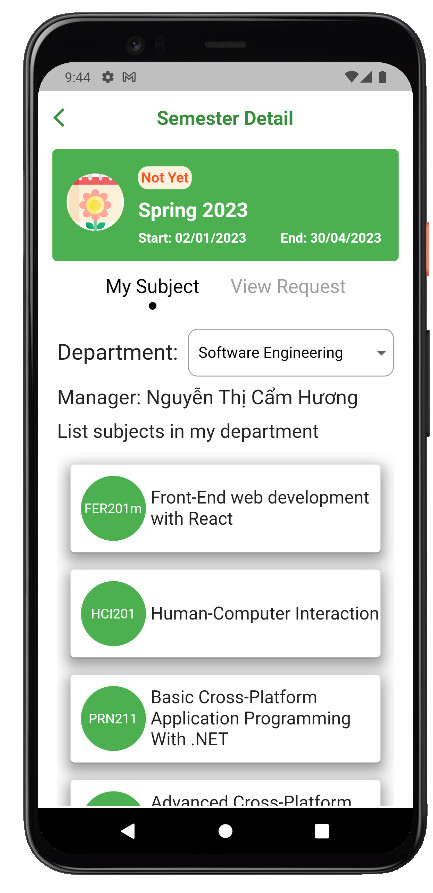 9:44
Semester Detail
Not Yet
Spring 2023
Start: 02/01/2023 End: 30/04/2023
My Subject View Request
Department: Software Engineering
Manager: Nguyễn Thị Cẩm Hương
List subjects in my department
FER201m
Front-End web development
with React
HCI201
Human-Computer Interaction
PRN211
Basic Cross-Platform
Application Programming
With .NET
Advanced Cross-Platform